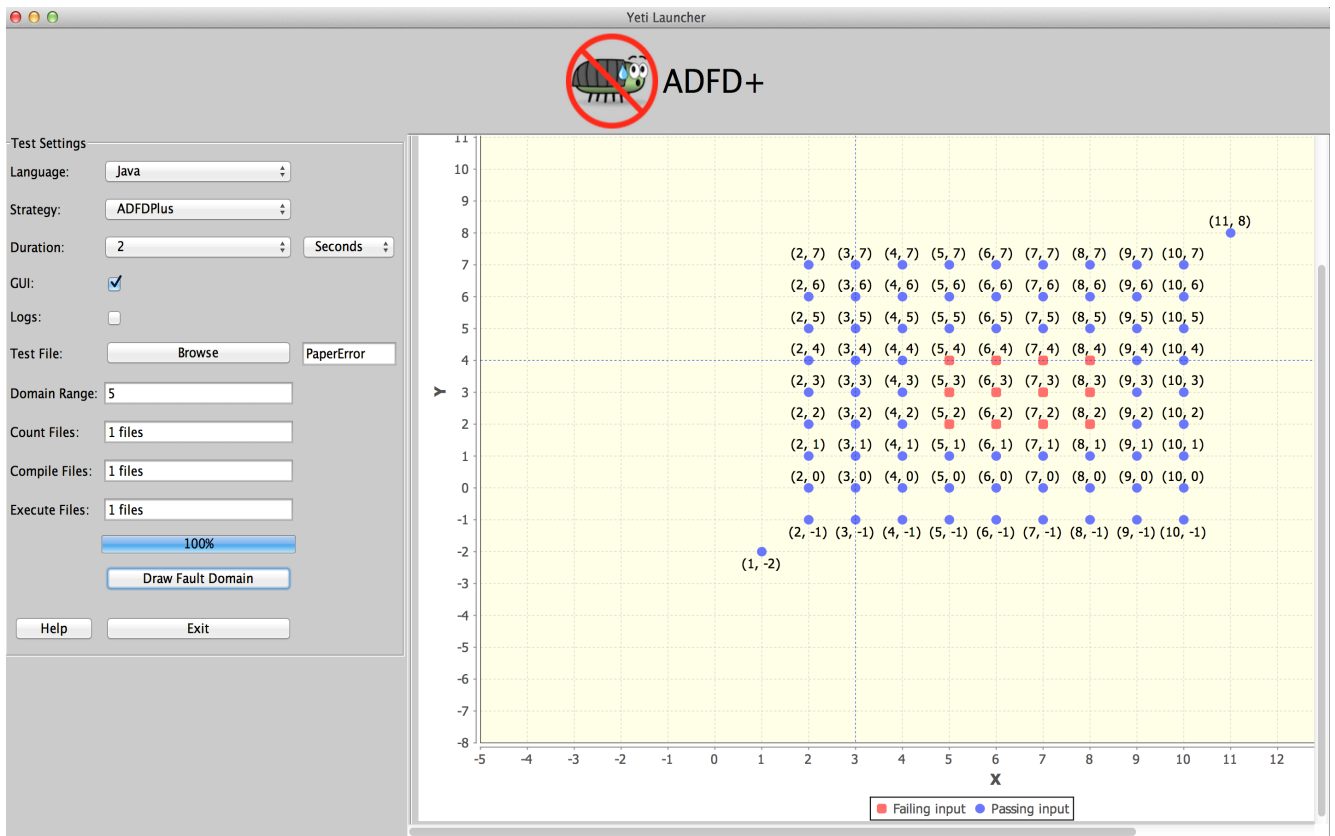 Yeti Launcher
ADFD+
Test Settings
Language: Java
Strategy: ADFDPlus
Duration: 2 Seconds
GUI:
Logs:
Test File: Browse PaperError
Domain Range: 5
Count Files: 1 files
Compile Files: 1 files
Execute Files: 1 files
100%
Draw Fault Domain
Help Exit
11
10
9
(11, 8)
8
(2, 7) (3, 7) (4, 7) (5, 7) (6, 7) (7, 7) (8, 7) (9, 7) (10, 7)
7
(2, 6) (3, 6) (4, 6) (5, 6) (6, 6) (7, 6) (8, 6) (9, 6) (10, 6)
6
(2, 5) (3, 5) (4, 5) (5, 5) (6, 5) (7, 5) (8, 5) (9, 5) (10, 5)
5
(2, 4) (3, 4) (4, 4) (5, 4) (6, 4) (7, 4) (8, 4) (9, 4) (10, 4)
4
(2, 3) (3, 3) (4, 3) (5, 3) (6, 3) (7, 3) (8, 3) (9, 3) (10, 3)
Y
3
(2, 2) (3, 2) (4, 2) (5, 2) (6, 2) (7, 2) (8, 2) (9, 2) (10, 2)
2
(2, 1) (3, 1) (4, 1) (5, 1) (6, 1) (7, 1) (8, 1) (9, 1) (10, 1)
1
(2, 0) (3, 0) (4, 0) (5, 0) (6, 0) (7, 0) (8, 0) (9, 0) (10, 0)
0
-1
(2, -1) (3, -1) (4, -1) (5, -1) (6, -1) (7, -1) (8, -1) (9, -1) (10, -1)
-2
(1, -2)
-3
-4
-5
-6
-7
-8
-5 -4 -3 -2 -1 0 1 2 3 4 5 6 7 8 9 10 11 12
X
Failing input Passing input